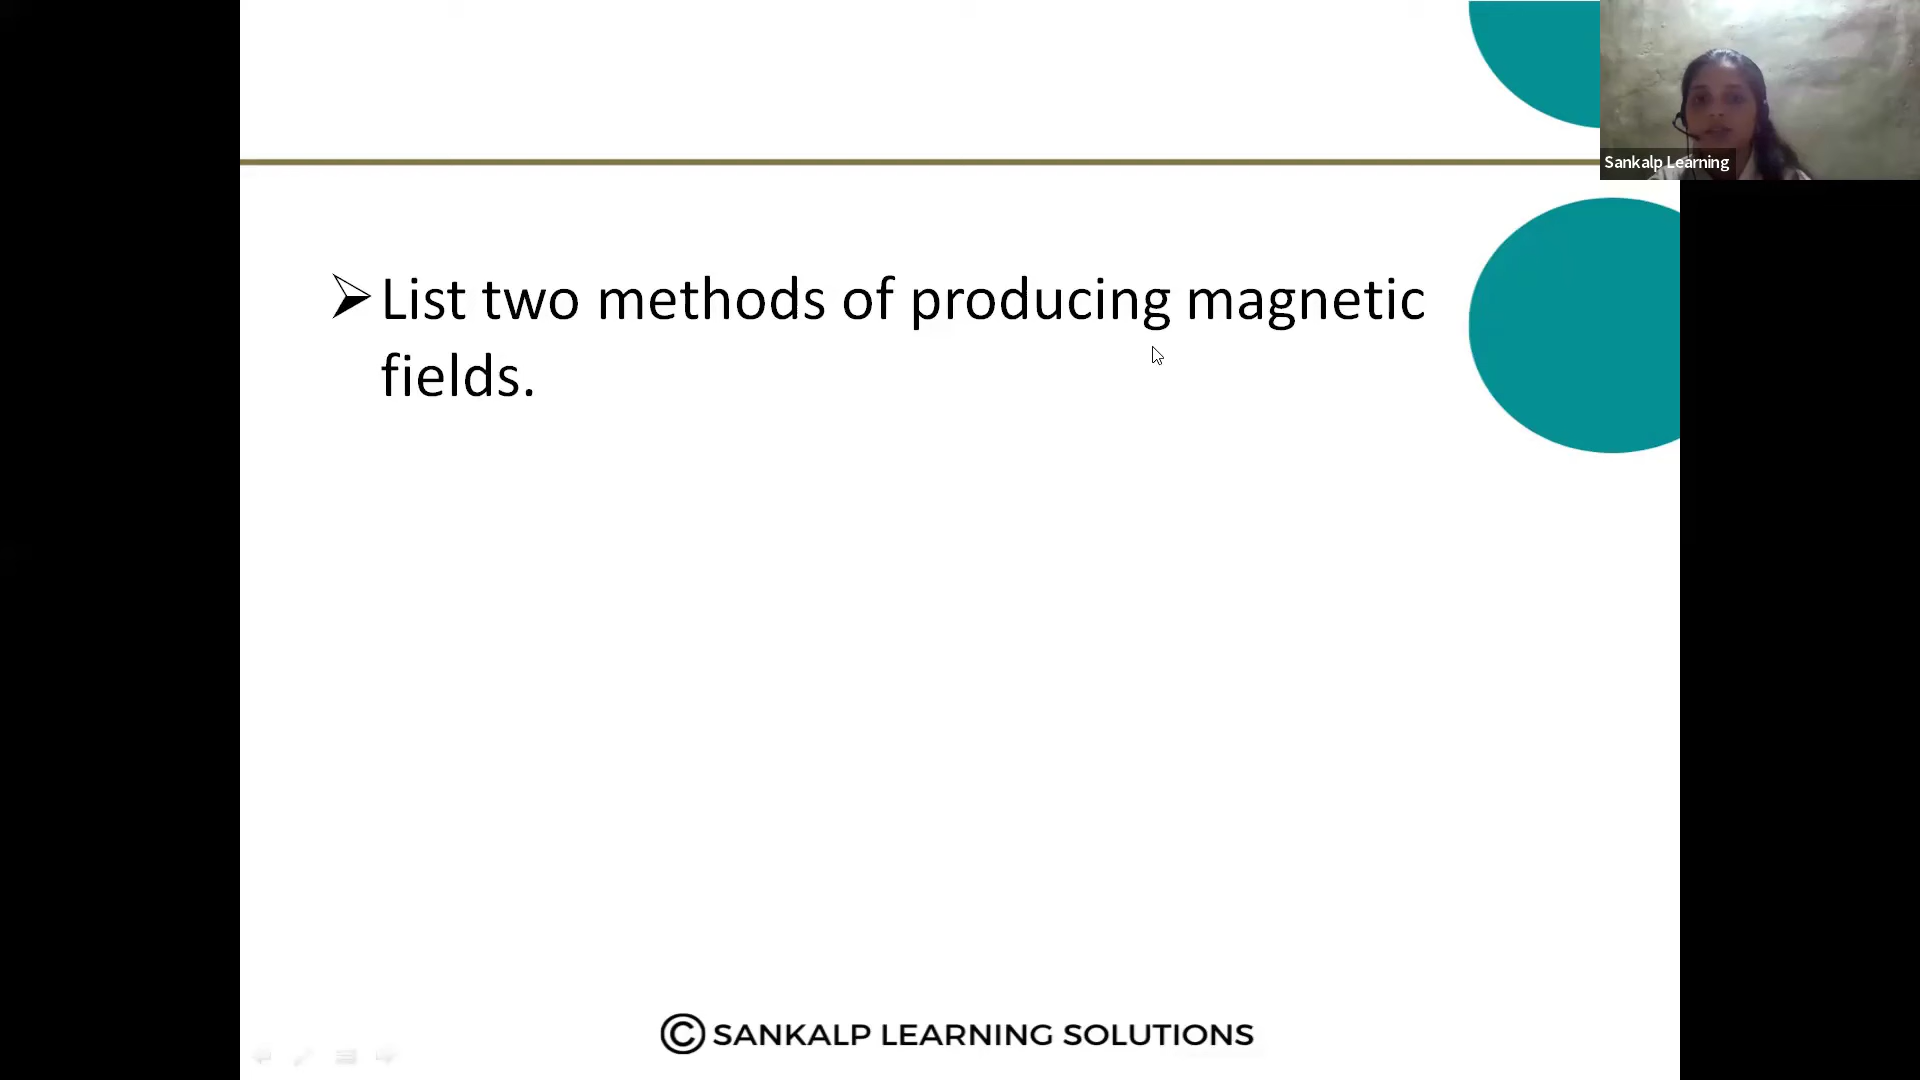 Sankalp Learning
➢List two methods of producing magnetic
fields.
© SANKALP LEARNING SOLUTIONS